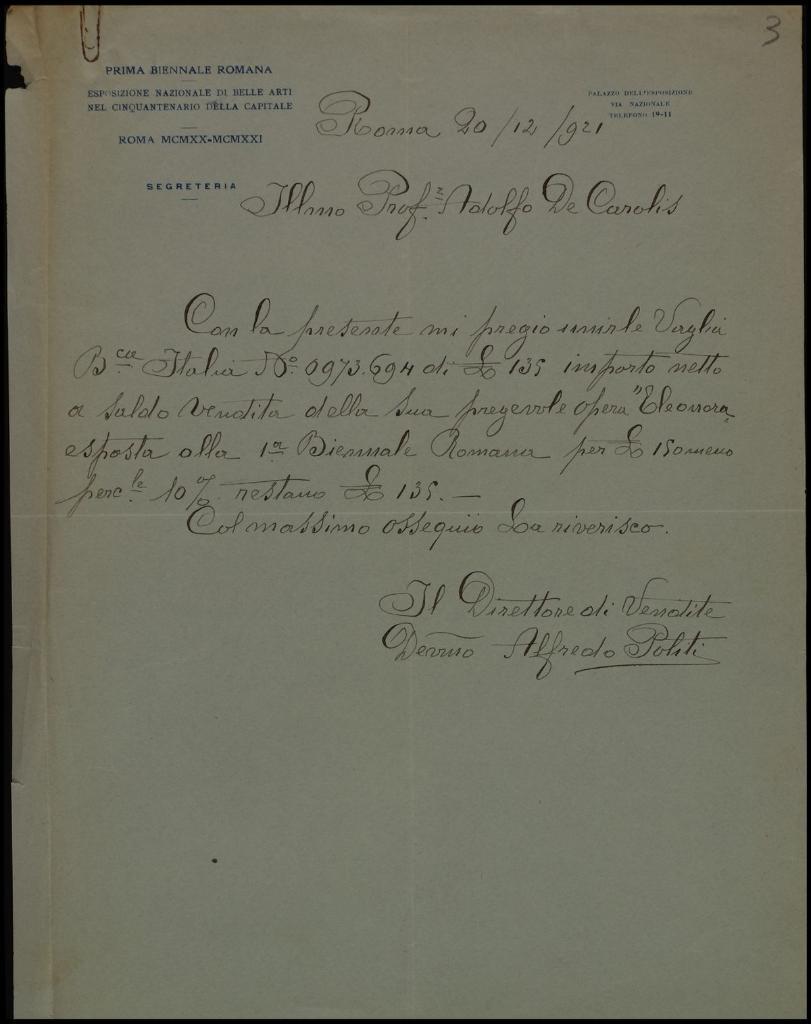 3
PRIMA BIENNALE ROMANA
ESPOSIZIONE NAZIONALE DI BELLE ARTI
NEL CINQUANTENARIO DELLA CAPITALE
ROMA MCMXX-MCMXXI
SEGRETERIA
PALAZZO DELL'ESPOSIZIONE
VIA NAZIONALE
TELEFONO 19-11
Roma 20/12/921
Illmo Prof.r Adolfo De Carolis
Con la presente mi pregio unirle Vaglia
B.ca Italia N.o 0973.694 di £ 135 importo netto
a saldo vendita della sua pregevole opera "Eleonora"
esposta alla 1a Biennale Romana per £ 150 meno
perc.le 10% restano £ 135.—
Col massimo ossequio La riverisco.
Il Direttore di Vendite
Devmo Alfredo Politi